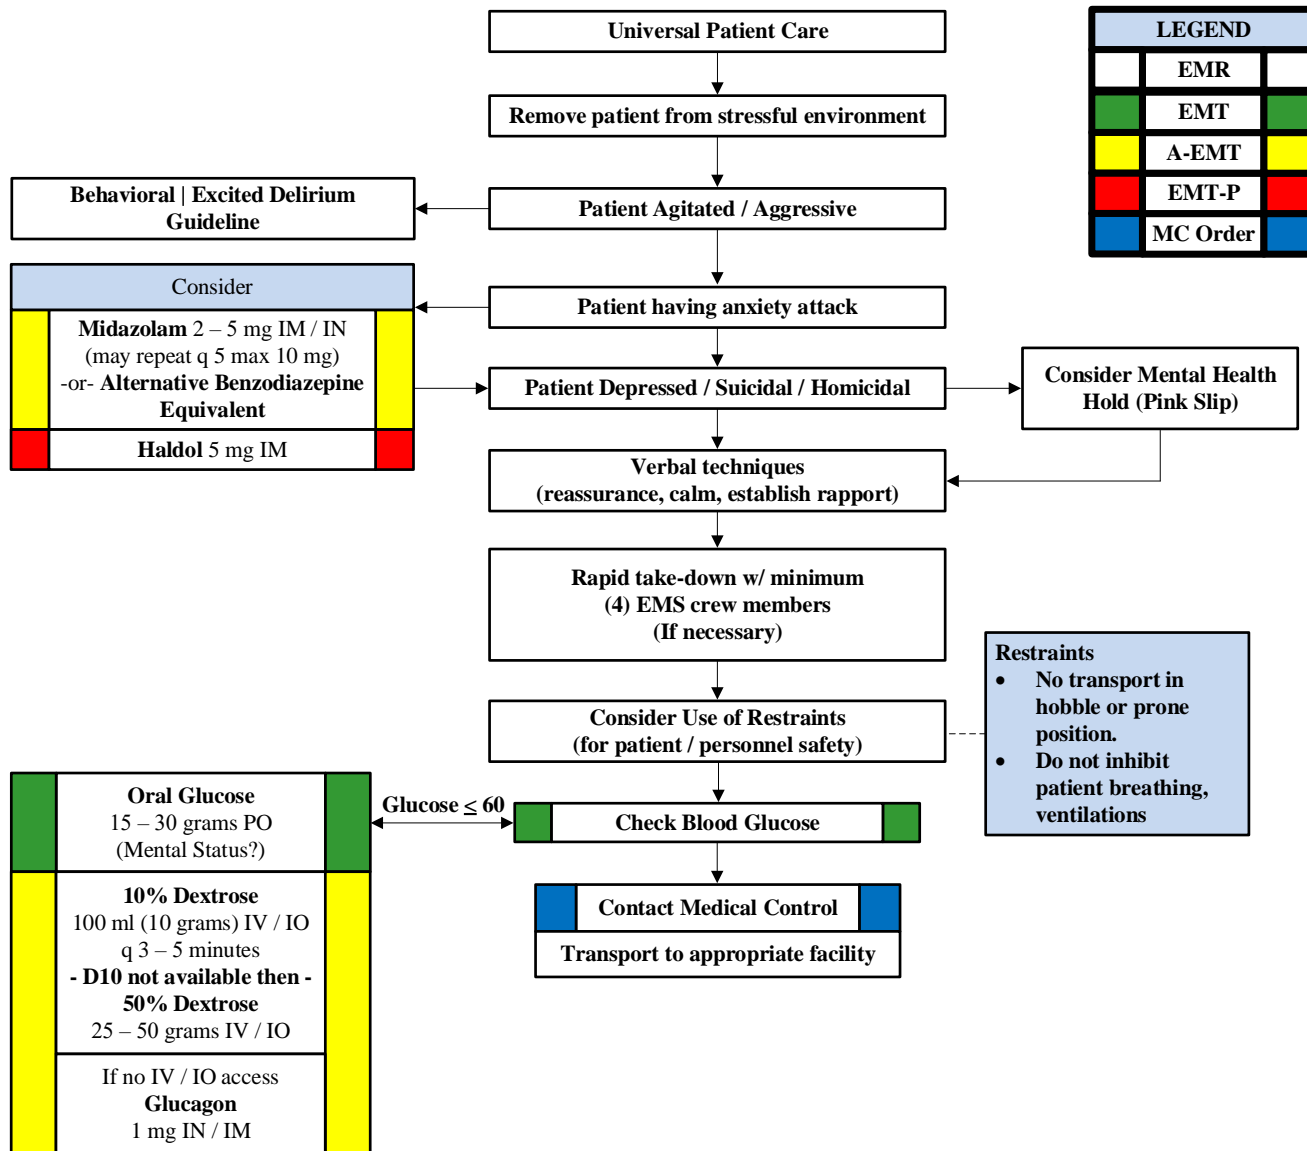 Universal Patient Care
LEGEND
EMR
EMT
A-EMT
EMT-P
MC Order
Remove patient from stressful environment
Behavioral | Excited Delirium
Guideline
Patient Agitated / Aggressive
Consider
Midazolam 2 – 5 mg IM / IN
(may repeat q 5 max 10 mg)
-or- Alternative Benzodiazepine
Equivalent
Haldol 5 mg IM
Patient having anxiety attack
Patient Depressed / Suicidal / Homicidal
Consider Mental Health
Hold (Pink Slip)
Verbal techniques
(reassurance, calm, establish rapport)
Rapid take-down w/ minimum
(4) EMS crew members
(If necessary)
Consider Use of Restraints
(for patient / personnel safety)
Restraints
• No transport in
hobble or prone
position.
• Do not inhibit
patient breathing,
ventilations
Check Blood Glucose
Glucose ≤ 60
Oral Glucose
15 – 30 grams PO
(Mental Status?)
10% Dextrose
100 ml (10 grams) IV / IO
q 3 – 5 minutes
- D10 not available then -
50% Dextrose
25 – 50 grams IV / IO
If no IV / IO access
Glucagon
1 mg IN / IM
Contact Medical Control
Transport to appropriate facility